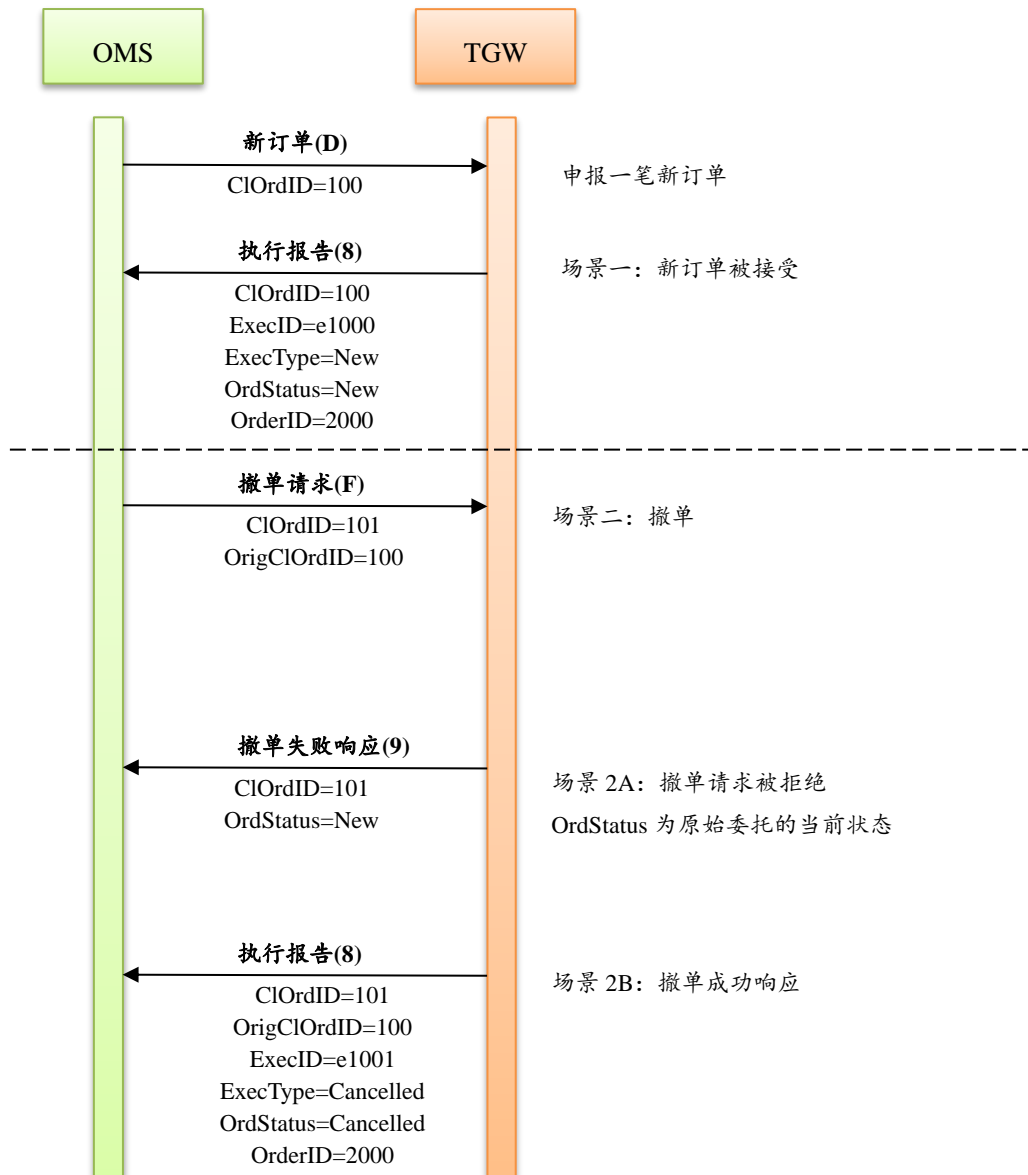 OMS
TGW
新订单(D)
ClOrdID=100
申报一笔新订单
执行报告(8)
场景一：新订单被接受
ClOrdID=100
ExecID=e1000
ExecType=New
OrdStatus=New
OrderID=2000
撤单请求(F)
场景二：撤单
ClOrdID=101
OrigClOrdID=100
撤单失败响应(9)
场景 2A：撤单请求被拒绝
ClOrdID=101
OrdStatus=New
OrdStatus 为原始委托的当前状态
执行报告(8)
场景 2B：撤单成功响应
ClOrdID=101
OrigClOrdID=100
ExecID=e1001
ExecType=Cancelled
OrdStatus=Cancelled
OrderID=2000